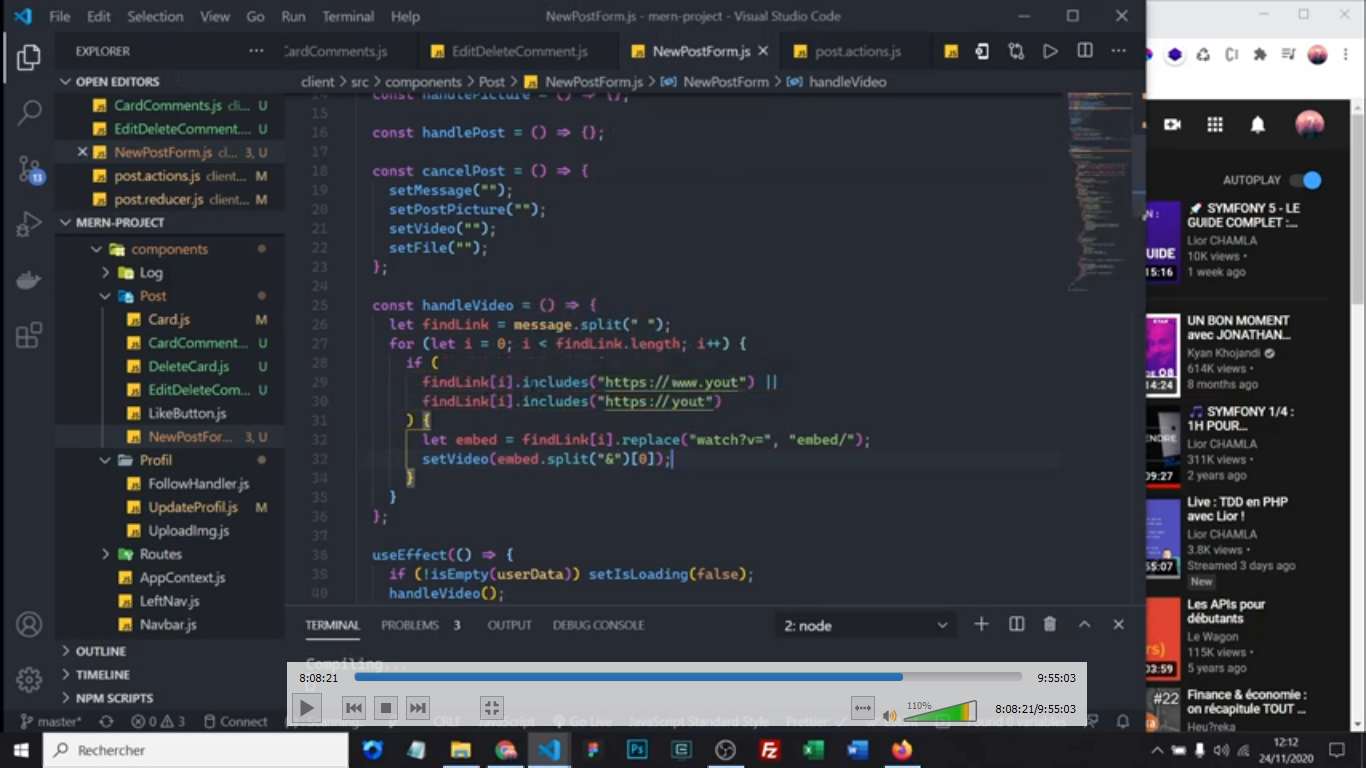 File Edit Selection View Go Run Terminal Help
NewPostForm.js - mern-project - Visual Studio Code
EXPLORER
CardComments.js
EditDeleteComment.js
NewPostForm.js
post.actions.js
OPEN EDITORS
CardComments.js cli... U
EditDeleteComment.... U
NewPostForm.js cl... 3, U
post.actions.js client... M
post.reducer.js client... M
MERN-PROJECT
components
Log
Post
Card.js M
CardComment... U
DeleteCard.js U
EditDeleteCom... U
LikeButton.js
NewPostFor... 3, U
Profil
FollowHandler.js
UpdateProfil.js M
UploadImg.js
Routes
AppContext.js
LeftNav.js
Navbar.js
OUTLINE
TIMELINE
NPM SCRIPTS
13
client > src > components > Post > NewPostForm.js > NewPostForm > handleVideo
14 const handlePicture = () => {};
15
16 const handlePost = () => {};
17
18 const cancelPost = () => {
19 setMessage("");
20 setPostPicture("");
21 setVideo("");
22 setFile("");
23 };
24
25 const handleVideo = () => {
26 let findLink = message.split(" ");
27 for (let i = 0; i < findLink.length; i++) {
28 if (
29 findLink[i].includes("https://www.yout") ||
30 findLink[i].includes("https://yout")
31 ) {
32 let embed = findLink[i].replace("watch?v=", "embed/");
33 setVideo(embed.split("&")[0]);
34 }
35 }
36 };
37
38 useEffect(() => {
39 if (!isEmpty(userData)) setIsLoading(false);
40 handleVideo();
TERMINAL PROBLEMS 3 OUTPUT DEBUG CONSOLE
2: node
Compiling...
8:08:21
9:55:03
110%
8:08:21/9:55:03
master*
0 3
Connect
CRLF
Go Live
JavaScript Standard Style
Prettier: ✓
Found 0 variables
AUTOPLAY
SYMFONY 5 - LE
GUIDE COMPLET :...
Lior CHAMLA
10K views •
1 week ago
GUIDE
15:16
UN BON MOMENT
avec JONATHAN...
Kyan Khojandi
614K views •
8 months ago
14:24
SYMFONY 1/4 :
1H POUR...
Lior CHAMLA
311K views •
2 years ago
9:27
Live : TDD en PHP
avec Lior !
Lior CHAMLA
3.8K views •
Streamed 3 days ago
New
55:07
Les APIs pour
débutants
Le Wagon
115K views •
5 years ago
03:59
#22
Finance & économie :
on récapitule TOUT ...
Heu?reka
Rechercher
12:12
24/11/2020